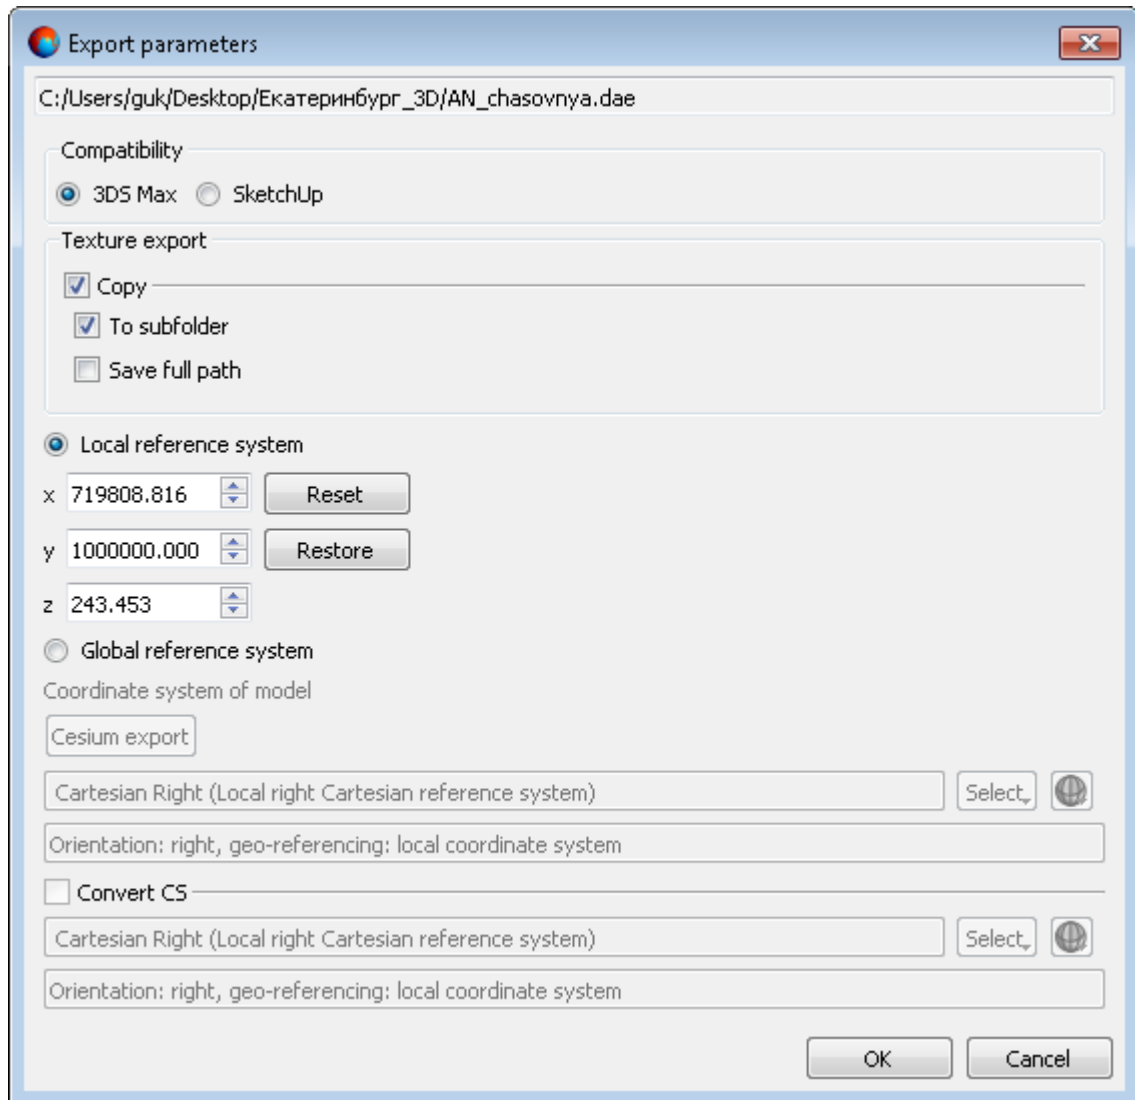 Export parameters
C:/Users/guk/Desktop/Екатеринбург_3D/AN_chasovnya.dae
Compatibility
3DS Max SketchUp
Texture export
Copy
To subfolder
Save full path
Local reference system
x 719808.816 Reset
y 1000000.000 Restore
z 243.453
Global reference system
Coordinate system of model
Cesium export
Cartesian Right (Local right Cartesian reference system) Select
Orientation: right, geo-referencing: local coordinate system
Convert CS
Cartesian Right (Local right Cartesian reference system) Select
Orientation: right, geo-referencing: local coordinate system
OK Cancel